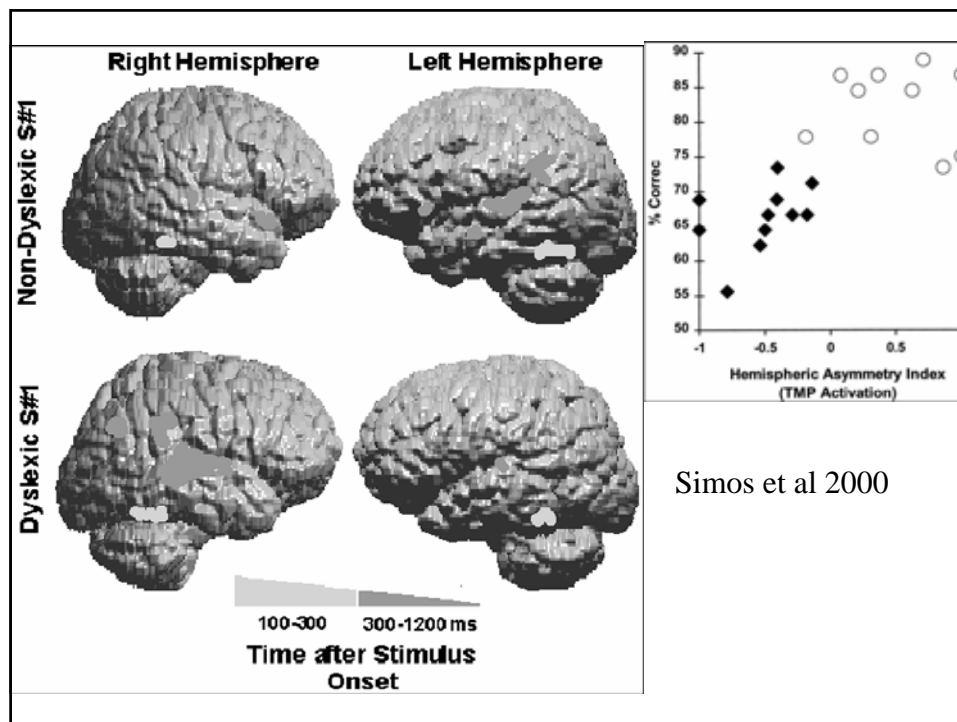 Right Hemisphere
Left Hemisphere
Non-Dyslexic S#1
Dyslexic S#1
100-300
300-1200 ms
Time after Stimulus
Onset
90
85
80
75
70
65
60
55
50
% Correc
-1
-0.5
0
0.5
Hemispheric Asymmetry Index
(TMP Activation)
Simos et al 2000